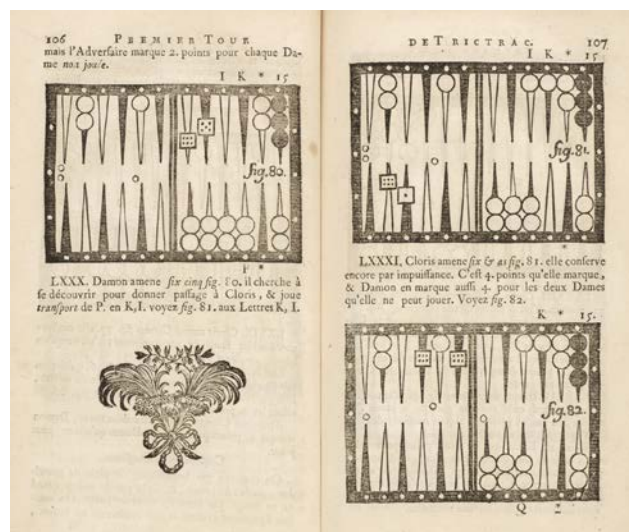 106 PREMIER TOUR
mais l'Adversaire marque 2. points pour chaque Da-
me non jouée.
I K * 15
fig. 80.
P *
LXXX. Damon amene six cinq fig. 80. il cherche à
se découvrir pour donner passage à Cloris, & joue
transport de P. en K, I. voyez fig. 81. aux Lettres K, I.
DE TRICTRAC. 107
I K * 15
fig. 81.
*
LXXXI. Cloris amene six & as fig. 81. elle conserve
encore par impuissance. C'est 4. points qu'elle marque,
& Damon en marque aussi 4. pour les deux Dames
qu'elle ne peut jouer. Voyez fig. 82.
K * 15.
fig. 82.
Q